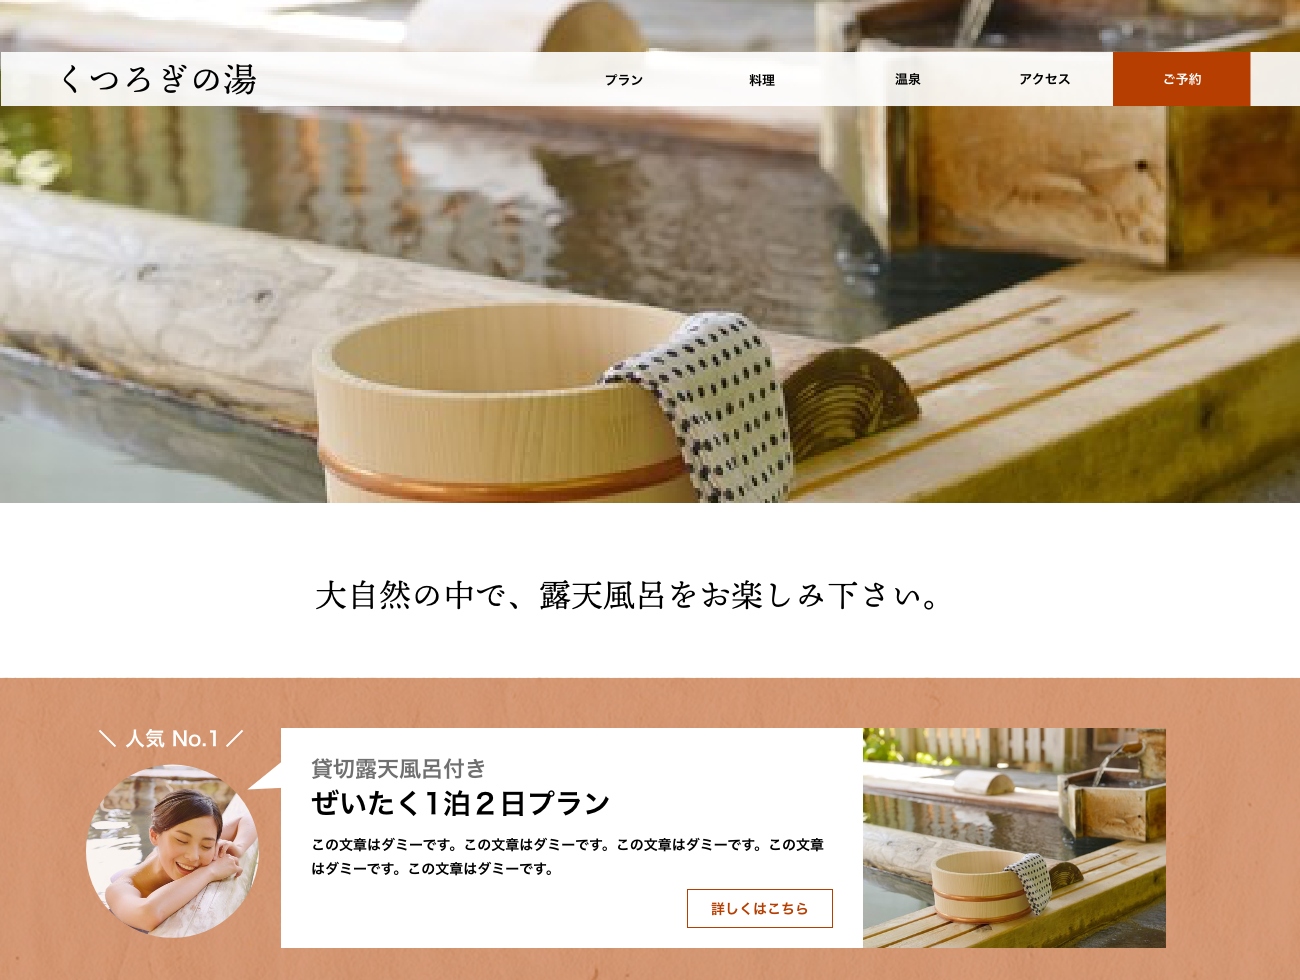 くつろぎの湯
プラン
料理
温泉
アクセス
ご予約
大自然の中で、露天風呂をお楽しみ下さい。
＼ 人気 No.1 ／
貸切露天風呂付き
ぜいたく1泊２日プラン
この文章はダミーです。この文章はダミーです。この文章はダミーです。この文章
はダミーです。この文章はダミーです。
詳しくはこちら